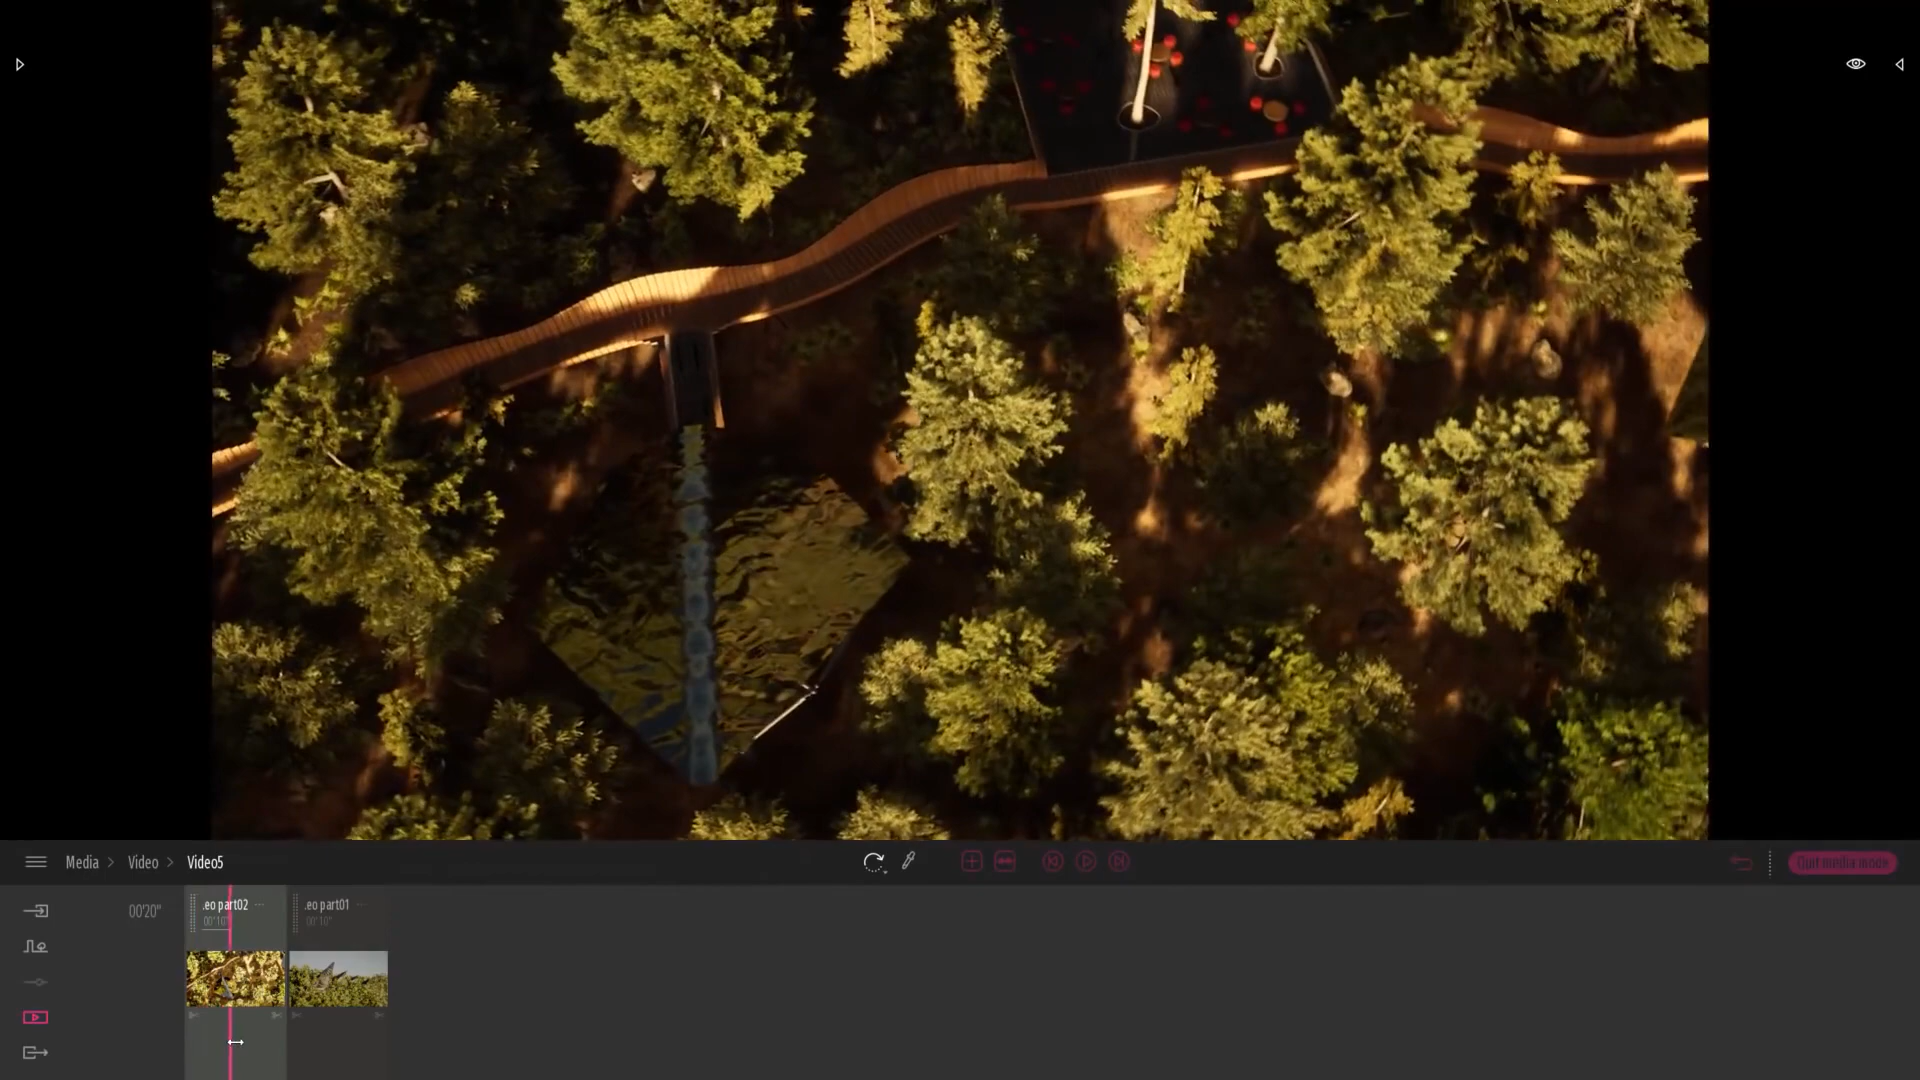 Media > Video > Video5
Quit media mode
00'20"
.eo part02 ···
00'10"
.eo part01 ···
00'10"